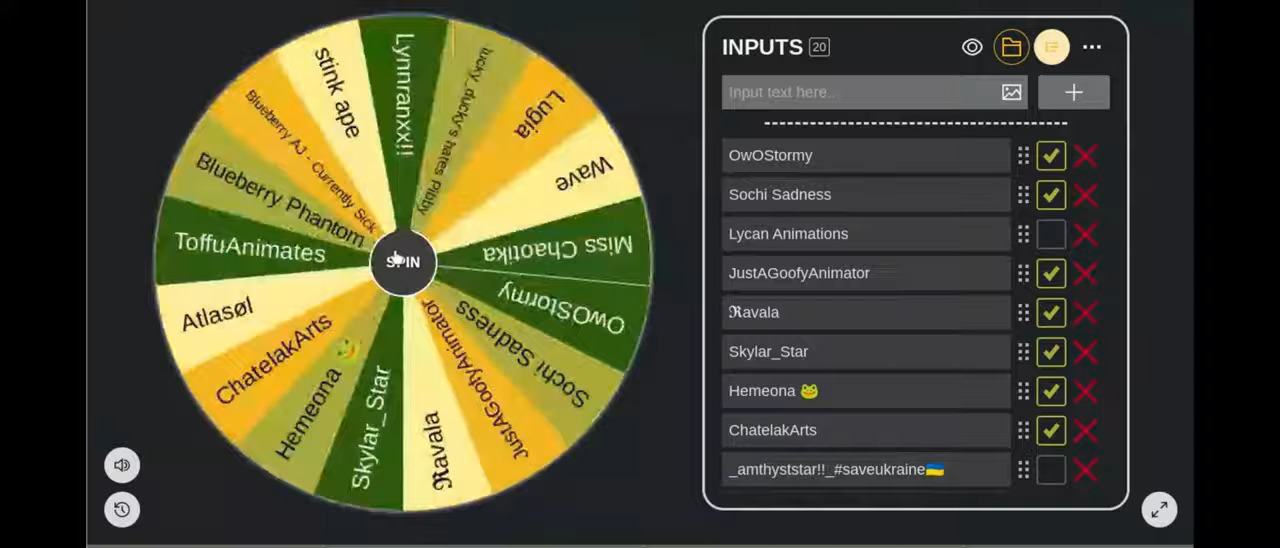 Lynnranxx!!
lucky_ducky's hates Pibby
Lugia
Wave
Miss Chaotika
OwOStormy
Sochi Sadness
JustAGoofyAnimator
ℜavala
Skylar_Star
Hemeona 🐸
ChatelakArts
Atlasøl
ToffuAnimates
Blueberry Phantom
Blueberry AJ - Currently Sick
stink ape
SPIN
INPUTS 20
Input text here...
OwOStormy
Sochi Sadness
Lycan Animations
JustAGoofyAnimator
ℜavala
Skylar_Star
Hemeona 🐸
ChatelakArts
_amthyststar!!_#saveukraine🇺🇦